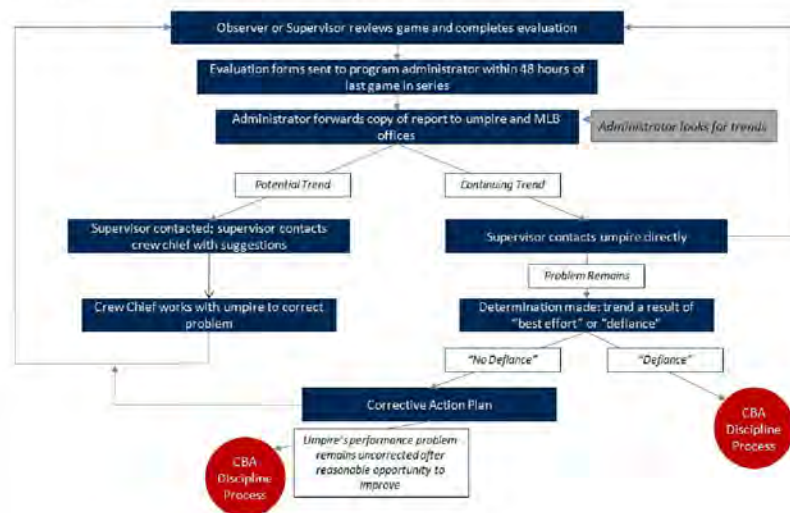 Observer or Supervisor reviews game and completes evaluation
Evaluation forms sent to program administrator within 48 hours of
last game in series
Administrator forwards copy of report to umpire and MLB
offices
Administrator looks for trends
Potential Trend
Continuing Trend
Supervisor contacted; supervisor contacts
crew chief with suggestions
Supervisor contacts umpire directly
Problem Remains
Crew Chief works with umpire to correct
problem
Determination made: trend a result of
"best effort" or "defiance"
"No Defiance"
"Defiance"
Corrective Action Plan
CBA
Discipline
Process
Umpire's performance problem
remains uncorrected after
reasonable opportunity to
improve
CBA
Discipline
Process